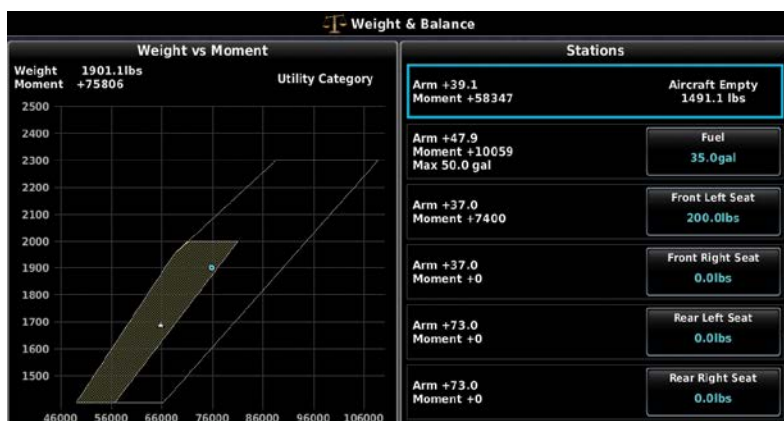 Weight & Balance
Weight vs Moment
Weight 1901.1lbs
Moment +75806
Utility Category
2500
2400
2300
2200
2100
2000
1900
1800
1700
1600
1500
46000 56000 66000 76000 86000 96000 106000
Stations
Arm +39.1
Moment +58347
Aircraft Empty
1491.1 lbs
Arm +47.9
Moment +10059
Max 50.0 gal
Fuel
35.0gal
Arm +37.0
Moment +7400
Front Left Seat
200.0lbs
Arm +37.0
Moment +0
Front Right Seat
0.0lbs
Arm +73.0
Moment +0
Rear Left Seat
0.0lbs
Arm +73.0
Moment +0
Rear Right Seat
0.0lbs